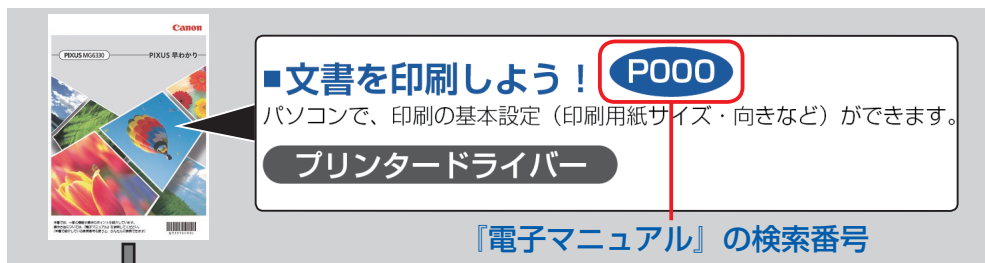 Canon
PIXUS MG6330
PIXUS 早わかり
■文書を印刷しよう! P000
パソコンで、印刷の基本設定（印刷用紙サイズ・向きなど）ができます。
プリンタードライバー
『電子マニュアル』の検索番号